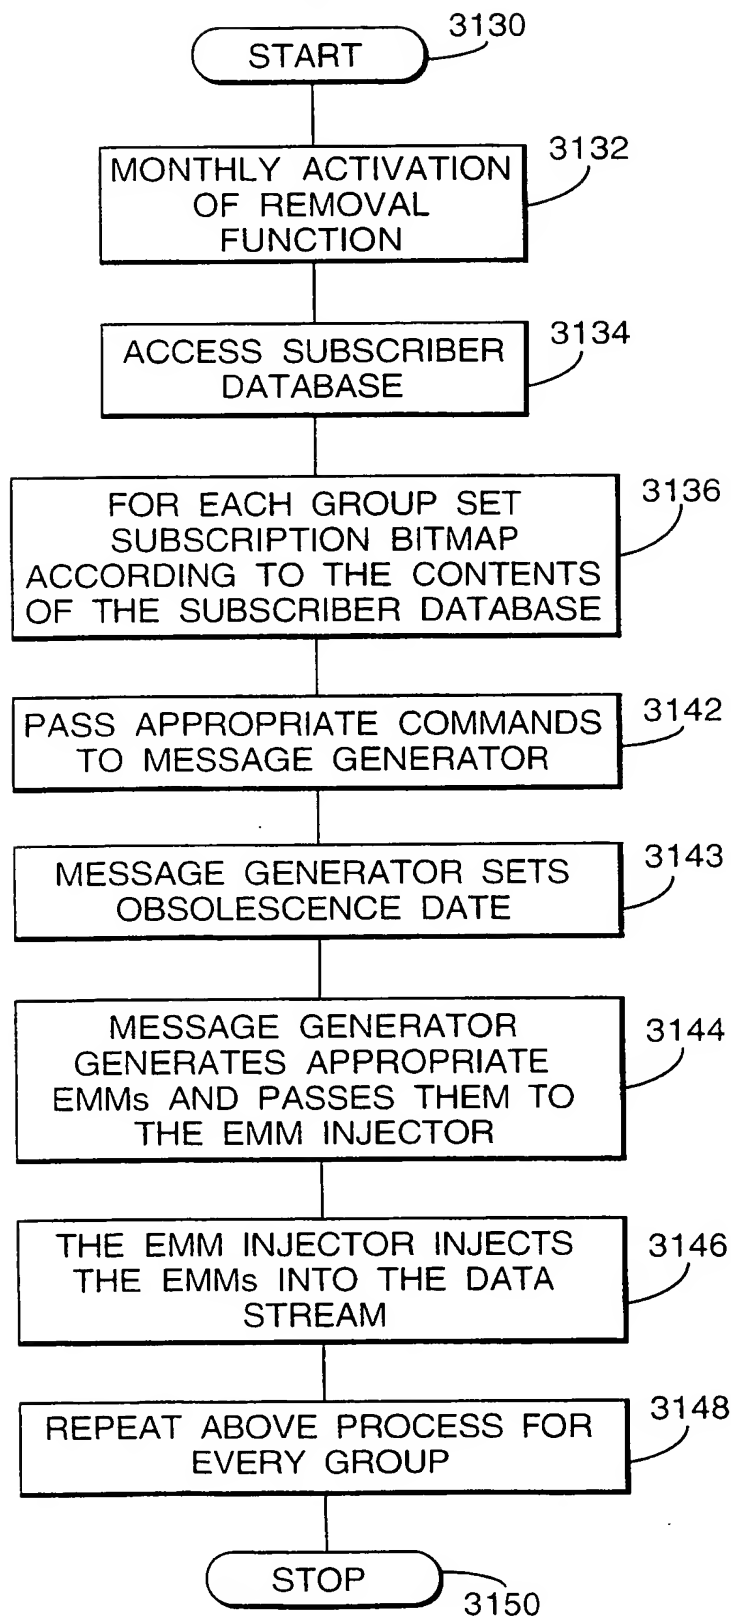 3130
START
3132
MONTHLY ACTIVATION
OF REMOVAL
FUNCTION
3134
ACCESS SUBSCRIBER
DATABASE
3136
FOR EACH GROUP SET
SUBSCRIPTION BITMAP
ACCORDING TO THE CONTENTS
OF THE SUBSCRIBER DATABASE
3142
PASS APPROPRIATE COMMANDS
TO MESSAGE GENERATOR
3143
MESSAGE GENERATOR SETS
OBSOLESCENCE DATE
3144
MESSAGE GENERATOR
GENERATES APPROPRIATE
EMMs AND PASSES THEM TO
THE EMM INJECTOR
3146
THE EMM INJECTOR INJECTS
THE EMMs INTO THE DATA
STREAM
3148
REPEAT ABOVE PROCESS FOR
EVERY GROUP
STOP
3150